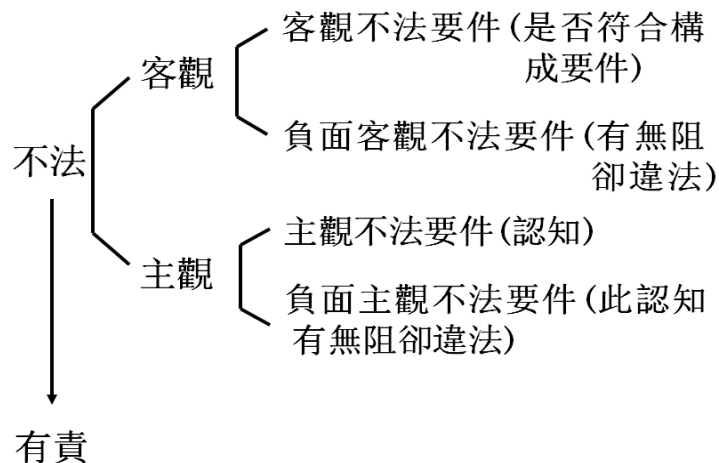 客觀不法要件(是否符合構
成要件)
客觀
負面客觀不法要件(有無阻
卻違法)
不法
主觀不法要件(認知)
主觀
負面主觀不法要件(此認知
有無阻卻違法)
有責